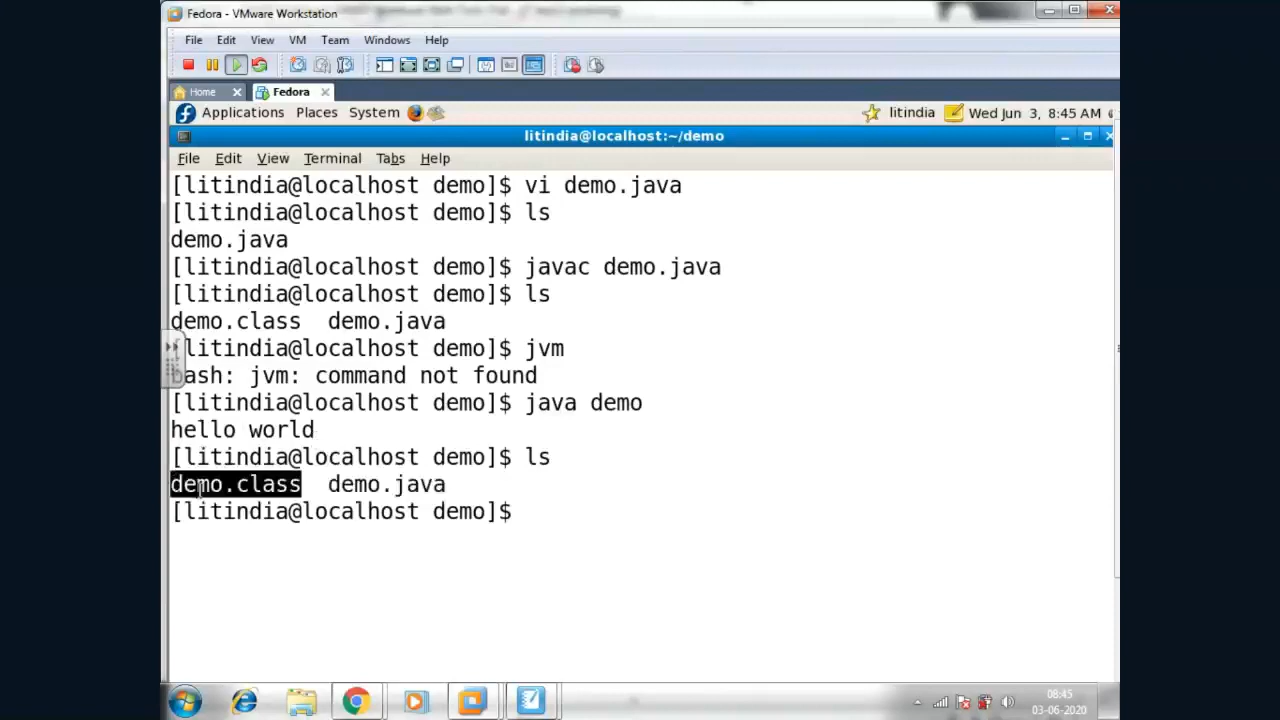 Fedora - VMware Workstation
File Edit View VM Team Windows Help
Home Fedora
Applications Places System litindia Wed Jun 3, 8:45 AM
litindia@localhost:~/demo
File Edit View Terminal Tabs Help
[litindia@localhost demo]$ vi demo.java
[litindia@localhost demo]$ ls
demo.java
[litindia@localhost demo]$ javac demo.java
[litindia@localhost demo]$ ls
demo.class demo.java
litindia@localhost demo]$ jvm
bash: jvm: command not found
[litindia@localhost demo]$ java demo
hello world
[litindia@localhost demo]$ ls
demo.class demo.java
[litindia@localhost demo]$
08:45
03-06-2020